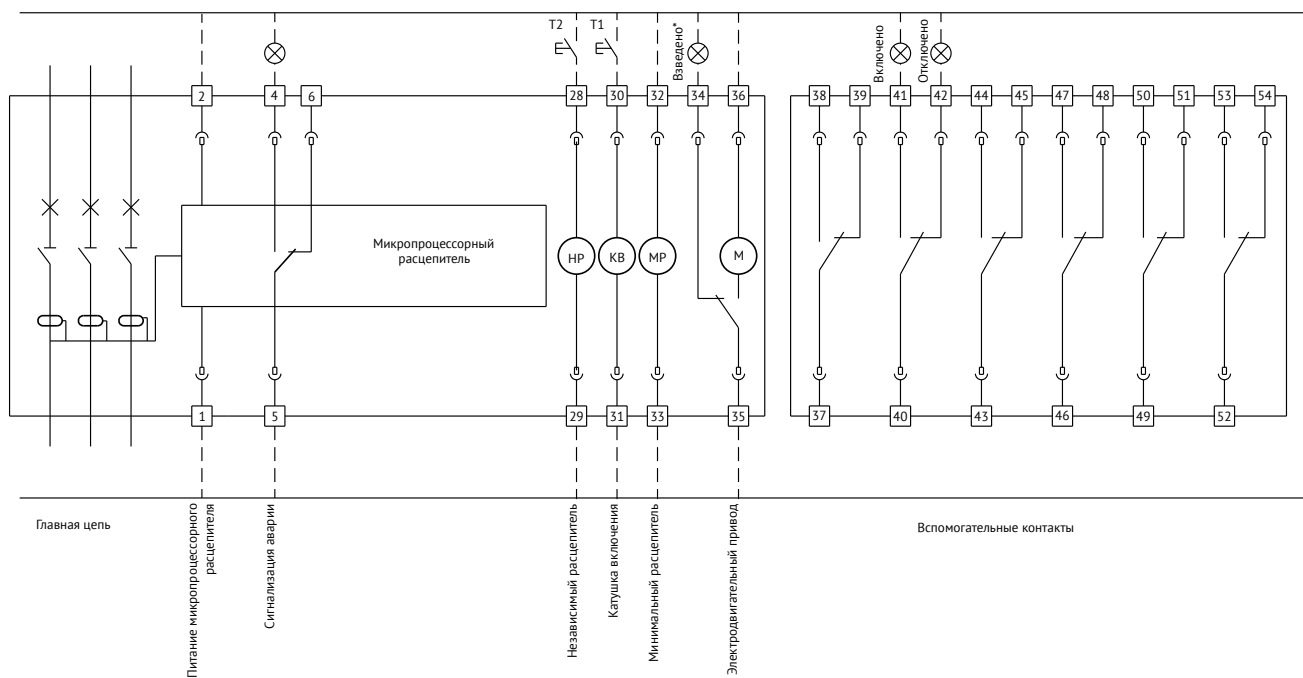 T2
T1
Взведено*
Включено
Отключено
2
4
6
28
30
32
34
36
38
39
41
42
44
45
47
48
50
51
53
54
Микропроцессорный
расцепитель
НР
КВ
МР
М
1
5
29
31
33
35
37
40
43
46
49
52
Главная цепь
Питание микропроцессорного
расцепителя
Сигнализация аварии
Независимый расцепитель
Катушка включения
Минимальный расцепитель
Электродвигательный привод
Вспомогательные контакты